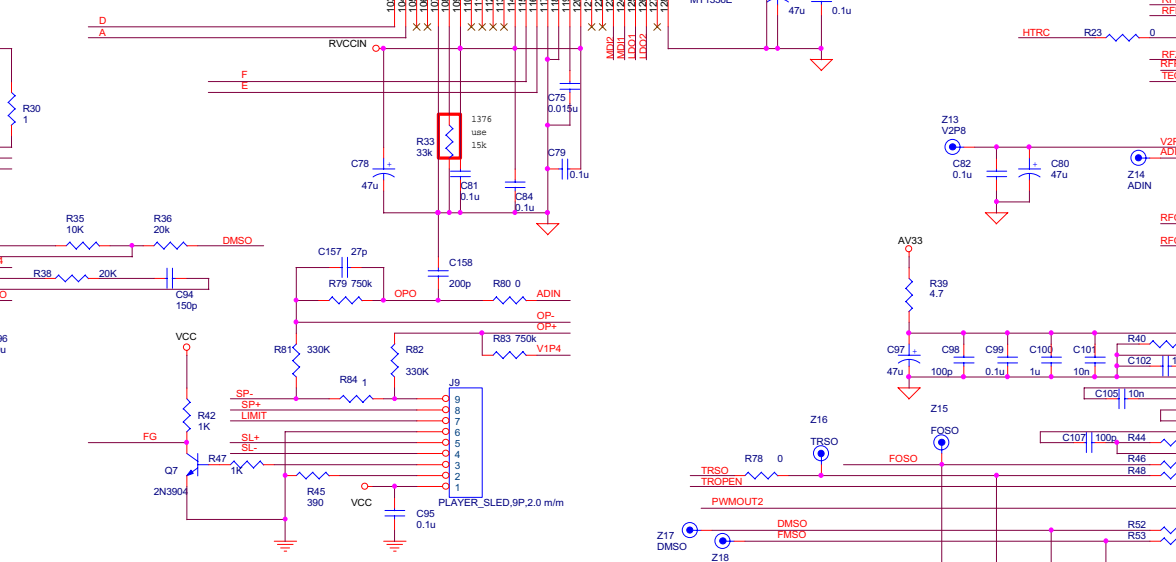 D
A
RVCCIN
47u
0.1u
MDI2
MDI1
LDO1
LDO2
HTRC
R23
0
F
E
C75
0.015u
R30
1
1376
use
15k
R33
33k
Z13
V2P8
C78
47u
C79
0.1u
C81
0.1u
C84
0.1u
C82
0.1u
C80
47u
Z14
ADIN
R35
10K
R36
20k
DMSO
AV33
C157
27p
C158
200p
R38
20K
C94
150p
R79 750k
OPO
R80 0
ADIN
R39
4.7
OP-
OP+
VCC
R81
330K
R82
330K
R83 750k
V1P4
C97
47u
C98
100p
C99
0.1u
C100
1u
C101
10n
R40
C102
R84
1
J9
SP-
SP+
LIMIT
9
8
7
6
5
4
3
2
1
C105
10n
R42
1K
FG
SL+
SL-
Z16
TRSO
Z15
FOSO
C107
100p
R44
R47
1K
Q7
2N3904
R78
0
FOSO
R46
R48
TRSO
TROPEN
R45
390
VCC
PLAYER_SLED,9P,2.0 m/m
PWMOUT2
C95
0.1u
Z17
DMSO
DMSO
FMSO
R52
R53
Z18